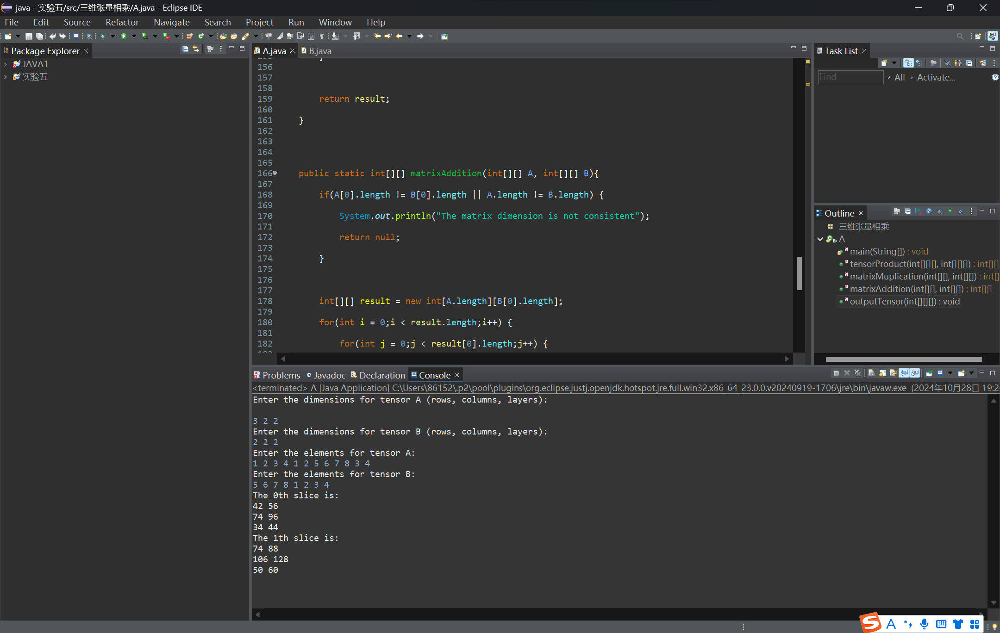 java - 实验五/src/三维张量相乘/A.java - Eclipse IDE
File Edit Source Refactor Navigate Search Project Run Window Help
Package Explorer
JAVA1
实验五
A.java
B.java
156
157
158
159 return result;
160
161 }
162
163
164
165
166 public static int[][] matrixAddition(int[][] A, int[][] B){
167
168 if(A[0].length != B[0].length || A.length != B.length) {
169
170 System.out.println("The matrix dimension is not consistent");
171
172 return null;
173
174 }
175
176
177
178 int[][] result = new int[A.length][B[0].length];
179
180 for(int i = 0;i < result.length;i++) {
181
182 for(int j = 0;j < result[0].length;j++) {
Task List
Find
All
Activate...
Outline
三维张量相乘
A
main(String[]) : void
tensorProduct(int[][][], int[][][]) : int[][]
matrixMuplication(int[][], int[][]) : int[]
matrixAddition(int[][], int[][]) : int[][]
outputTensor(int[][][]) : void
Problems Javadoc Declaration Console
<terminated> A [Java Application] C:\Users\86152\.p2\pool\plugins\org.eclipse.justj.openjdk.hotspot.jre.full.win32.x86_64_23.0.0.v20240919-1706\jre\bin\javaw.exe (2024年10月28日 19:2
Enter the dimensions for tensor A (rows, columns, layers):
3 2 2
Enter the dimensions for tensor B (rows, columns, layers):
2 2 2
Enter the elements for tensor A:
1 2 3 4 1 2 5 6 7 8 3 4
Enter the elements for tensor B:
5 6 7 8 1 2 3 4
The 0th slice is:
42 56
74 96
34 44
The 1th slice is:
74 88
106 128
50 60
S A